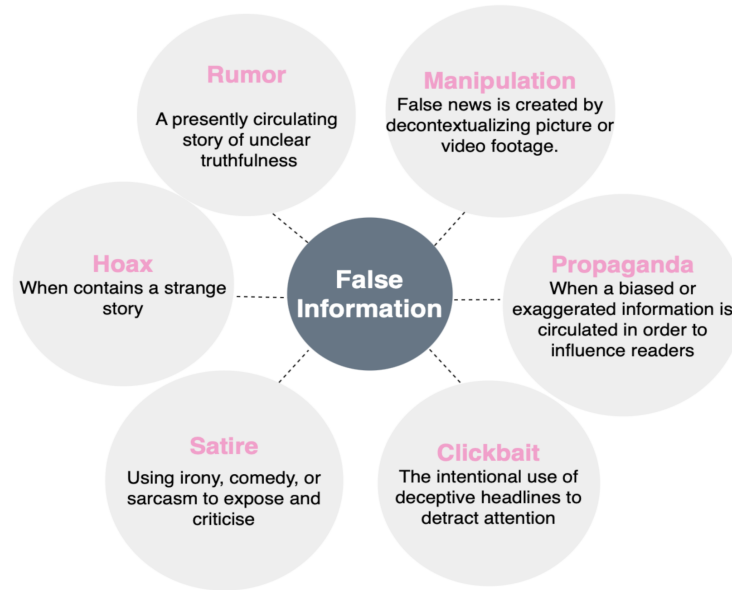 Rumor
A presently circulating
story of unclear
truthfulness
Manipulation
False news is created by
decontextualizing picture or
video footage.
Hoax
When contains a strange
story
False
Information
Propaganda
When a biased or
exaggerated information is
circulated in order to
influence readers
Satire
Using irony, comedy, or
sarcasm to expose and
criticise
Clickbait
The intentional use of
deceptive headlines to
detract attention